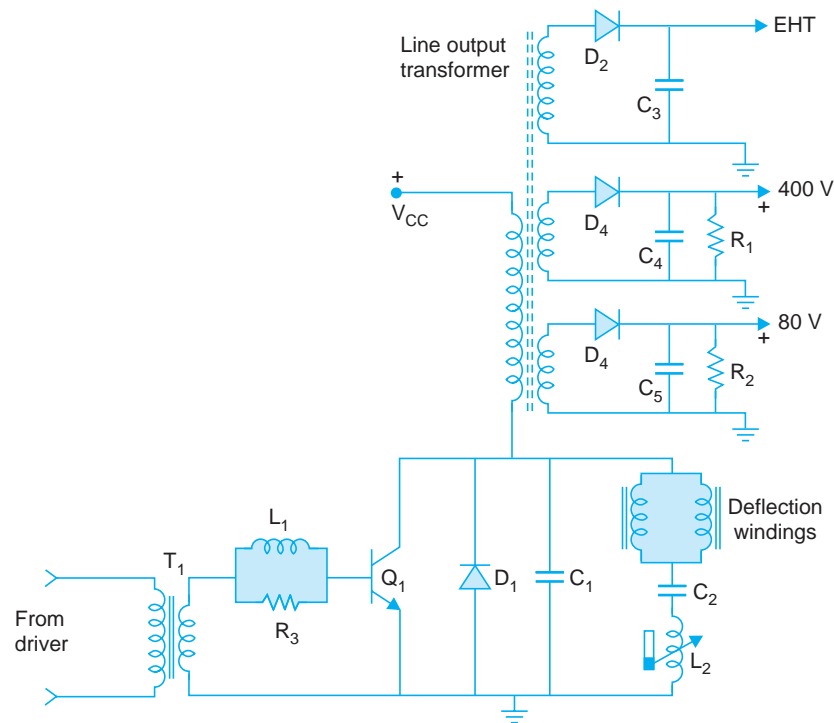 EHT
Line output
transformer
D2
C3
+
VCC
400 V
+
D4
C4
R1
80 V
+
D4
C5
R2
L1
T1
Q1
D1
C1
Deflection
windings
C2
R3
From
driver
L2